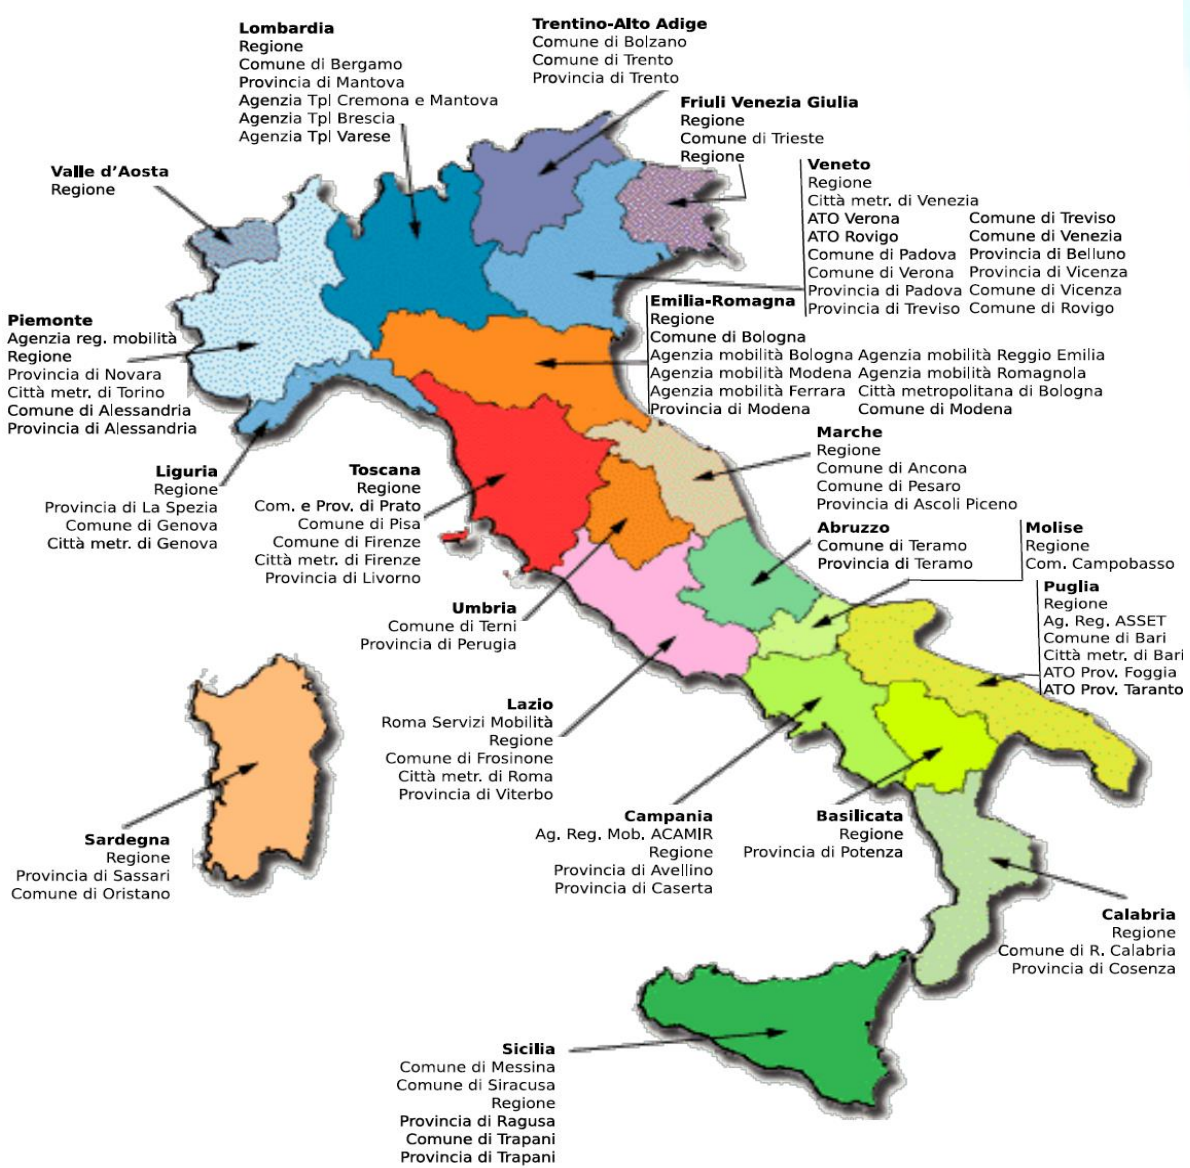 Lombardia
Regione
Comune di Bergamo
Provincia di Mantova
Agenzia Tpl Cremona e Mantova
Agenzia Tpl Brescia
Agenzia Tpl Varese
Trentino-Alto Adige
Comune di Bolzano
Comune di Trento
Provincia di Trento
Friuli Venezia Giulia
Regione
Comune di Trieste
Regione
Valle d'Aosta
Regione
Veneto
Regione
Città metr. di Venezia
ATO Verona
ATO Rovigo
Comune di Padova
Comune di Verona
Provincia di Padova
Provincia di Treviso
Comune di Treviso
Comune di Venezia
Provincia di Belluno
Provincia di Vicenza
Comune di Vicenza
Comune di Rovigo
Emilia-Romagna
Regione
Comune di Bologna
Agenzia mobilità Bologna
Agenzia mobilità Modena
Agenzia mobilità Ferrara
Provincia di Modena
Agenzia mobilità Reggio Emilia
Agenzia mobilità Romagnola
Città metropolitana di Bologna
Comune di Modena
Piemonte
Agenzia reg. mobilità
Regione
Provincia di Novara
Città metr. di Torino
Comune di Alessandria
Provincia di Alessandria
Liguria
Regione
Provincia di La Spezia
Comune di Genova
Città metr. di Genova
Toscana
Regione
Com. e Prov. di Prato
Comune di Pisa
Comune di Firenze
Città metr. di Firenze
Provincia di Livorno
Marche
Regione
Comune di Ancona
Comune di Pesaro
Provincia di Ascoli Piceno
Abruzzo
Comune di Teramo
Provincia di Teramo
Molise
Regione
Com. Campobasso
Puglia
Regione
Ag. Reg. ASSET
Comune di Bari
Città metr. di Bari
ATO Prov. Foggia
ATO Prov. Taranto
Umbria
Comune di Terni
Provincia di Perugia
Lazio
Roma Servizi Mobilità
Regione
Comune di Frosinone
Città metr. di Roma
Provincia di Viterbo
Campania
Ag. Reg. Mob. ACAMIR
Regione
Provincia di Avellino
Provincia di Caserta
Basilicata
Regione
Provincia di Potenza
Sardegna
Regione
Provincia di Sassari
Comune di Oristano
Calabria
Regione
Comune di R. Calabria
Provincia di Cosenza
Sicilia
Comune di Messina
Comune di Siracusa
Regione
Provincia di Ragusa
Comune di Trapani
Provincia di Trapani